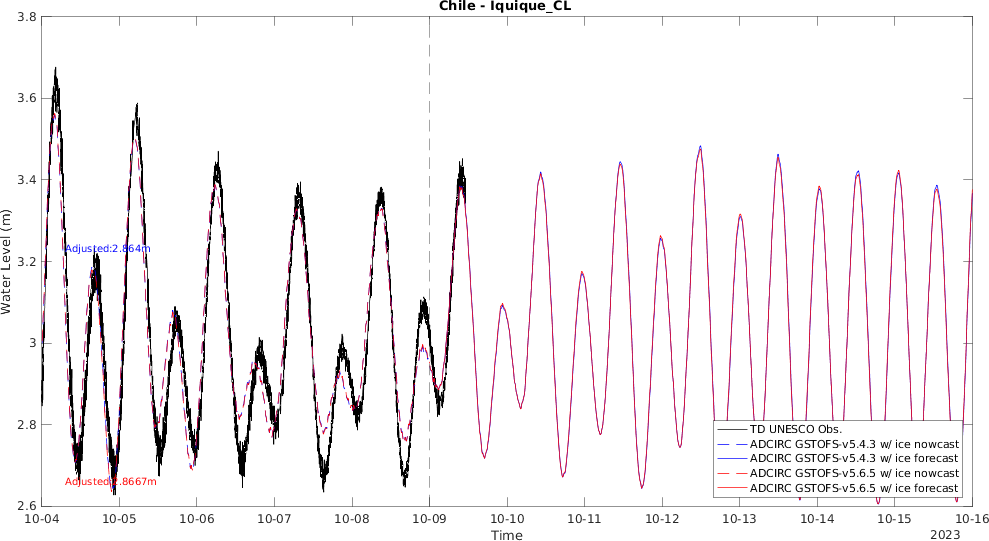 Chile - Iquique_CL
Water Level (m)
3.8
3.6
3.4
3.2
3
2.8
2.6
Adjusted:2.864m
Adjusted:2.8667m
TD UNESCO Obs.
ADCIRC GSTOFS-v5.4.3 w/ ice nowcast
ADCIRC GSTOFS-v5.4.3 w/ ice forecast
ADCIRC GSTOFS-v5.6.5 w/ ice nowcast
ADCIRC GSTOFS-v5.6.5 w/ ice forecast
10-04 10-05 10-06 10-07 10-08 10-09 10-10 10-11 10-12 10-13 10-14 10-15 10-16
Time
2023